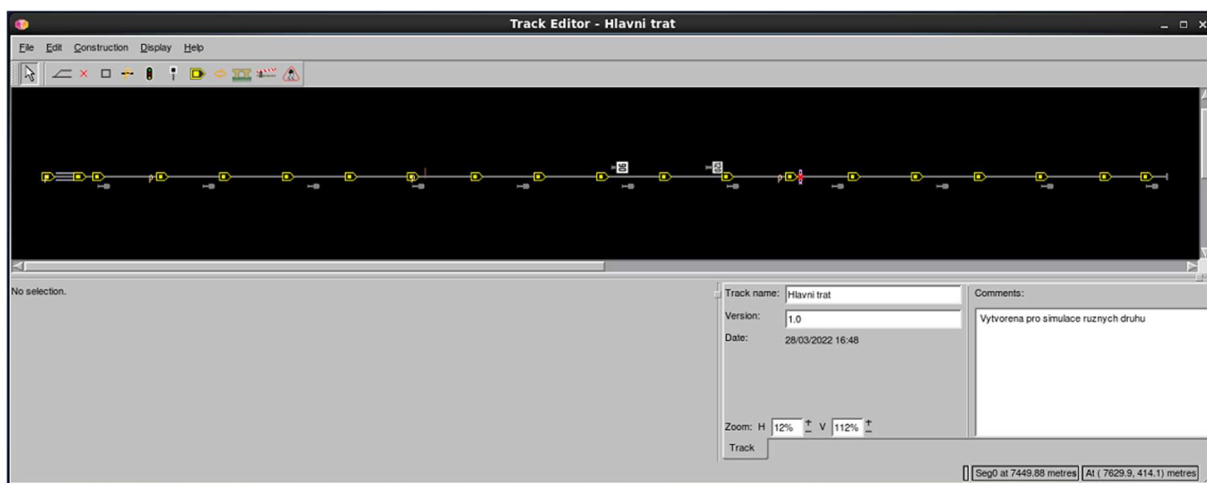 Track Editor - Hlavni trat
File Edit Construction Display Help
No selection.
Track name: Hlavni trat
Version: 1.0
Date: 28/03/2022 16:48
Zoom: H 12% V 112%
Track
Comments:
Vytvorena pro simulace ruznych druhu
Seg0 at 7449.88 metres At ( 7629.9, 414.1) metres